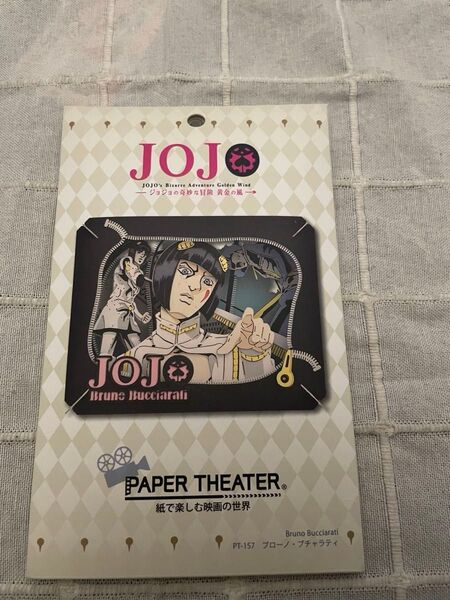 JOJO
JOJO's Bizarre Adventure Golden Wind
ジョジョの奇妙な冒険 黄金の風
JOJO
Bruno Bucciarati
PAPER THEATER®
紙で楽しむ映画の世界
Bruno Bucciarati
PT-157 ブローノ・ブチャラティ